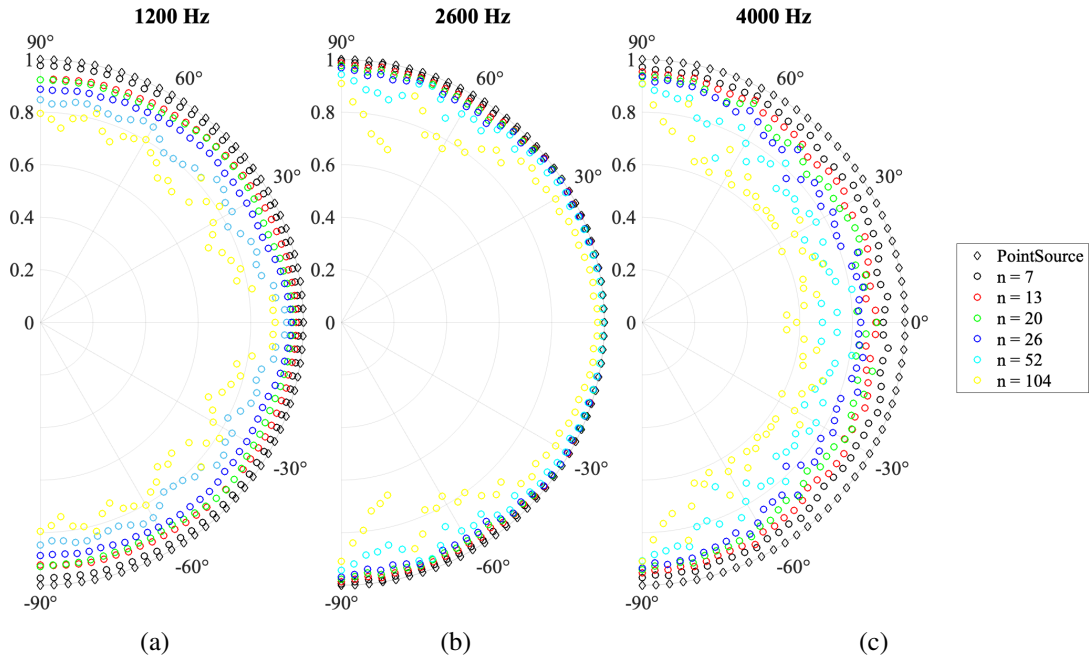 1200 Hz
2600 Hz
4000 Hz
90°
90°
90°
1
1
1
60°
60°
60°
0.8
0.8
0.8
0.6
0.6
0.6
30°
30°
30°
0.4
0.4
0.4
0.2
0.2
0.2
0
0
0
0°
PointSource
n = 7
n = 13
n = 20
n = 26
n = 52
n = 104
-30°
-30°
-30°
-60°
-60°
-60°
-90°
-90°
-90°
(a)
(b)
(c)